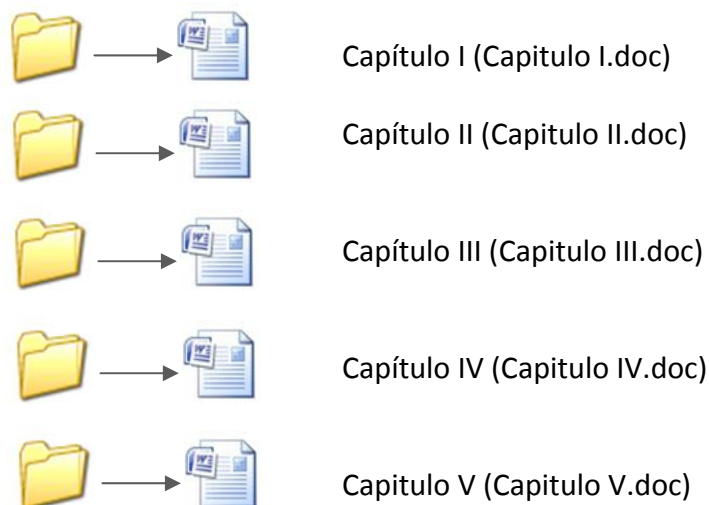 Capítulo I (Capitulo I.doc)
Capítulo II (Capitulo II.doc)
Capítulo III (Capitulo III.doc)
Capítulo IV (Capitulo IV.doc)
Capitulo V (Capitulo V.doc)